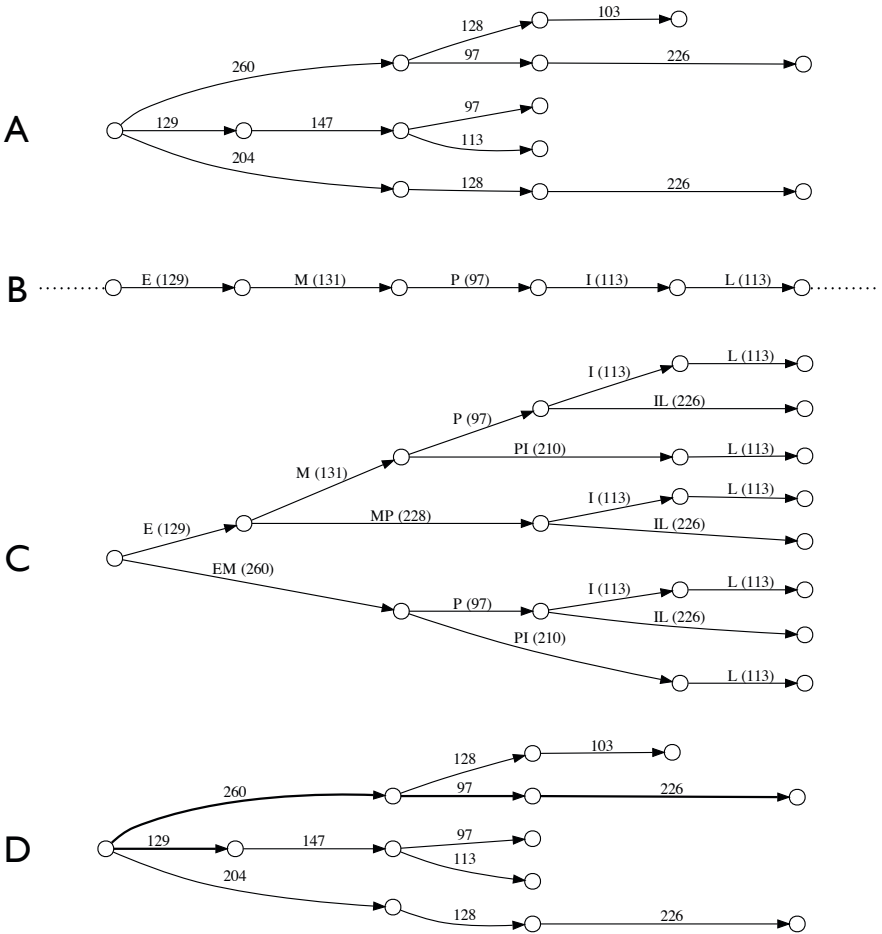 128 103
260 97 226
A 129 147 97
113
204 128 226
B E (129) M (131) P (97) I (113) L (113)
I (113) L (113)
P (97) IL (226)
M (131) PI (210) L (113)
E (129) MP (228) I (113) L (113)
IL (226)
C EM (260) P (97) I (113) L (113)
IL (226)
PI (210) L (113)
128 103
260 97 226
D 129 147 97
113
204 128 226